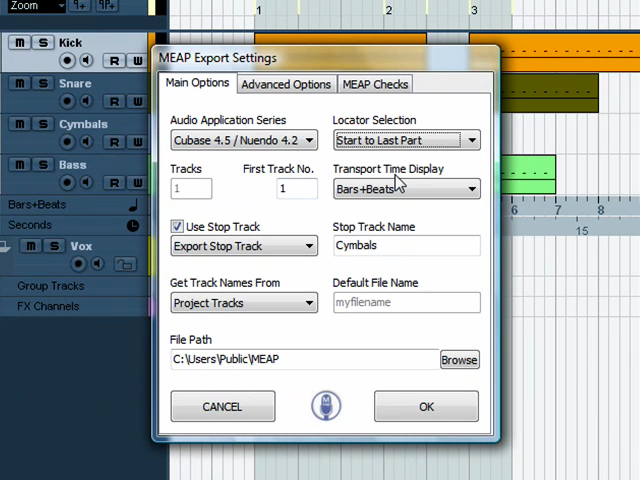 Zoom
1 2 3
M S Kick
R W
M S Snare
R W
Cymbals
R W
M S Bass
R W
Bars+Beats
6 7 8
Seconds
15
M S Vox
Group Tracks
FX Channels
MEAP Export Settings
Main Options Advanced Options MEAP Checks
Audio Application Series Locator Selection
Cubase 4.5 / Nuendo 4.2 Start to Last Part
Tracks First Track No. Transport Time Display
1 1 Bars+Beats
Use Stop Track Stop Track Name
Export Stop Track Cymbals
Get Track Names From Default File Name
Project Tracks myfilename
File Path
C:\Users\Public\MEAP Browse
CANCEL M OK